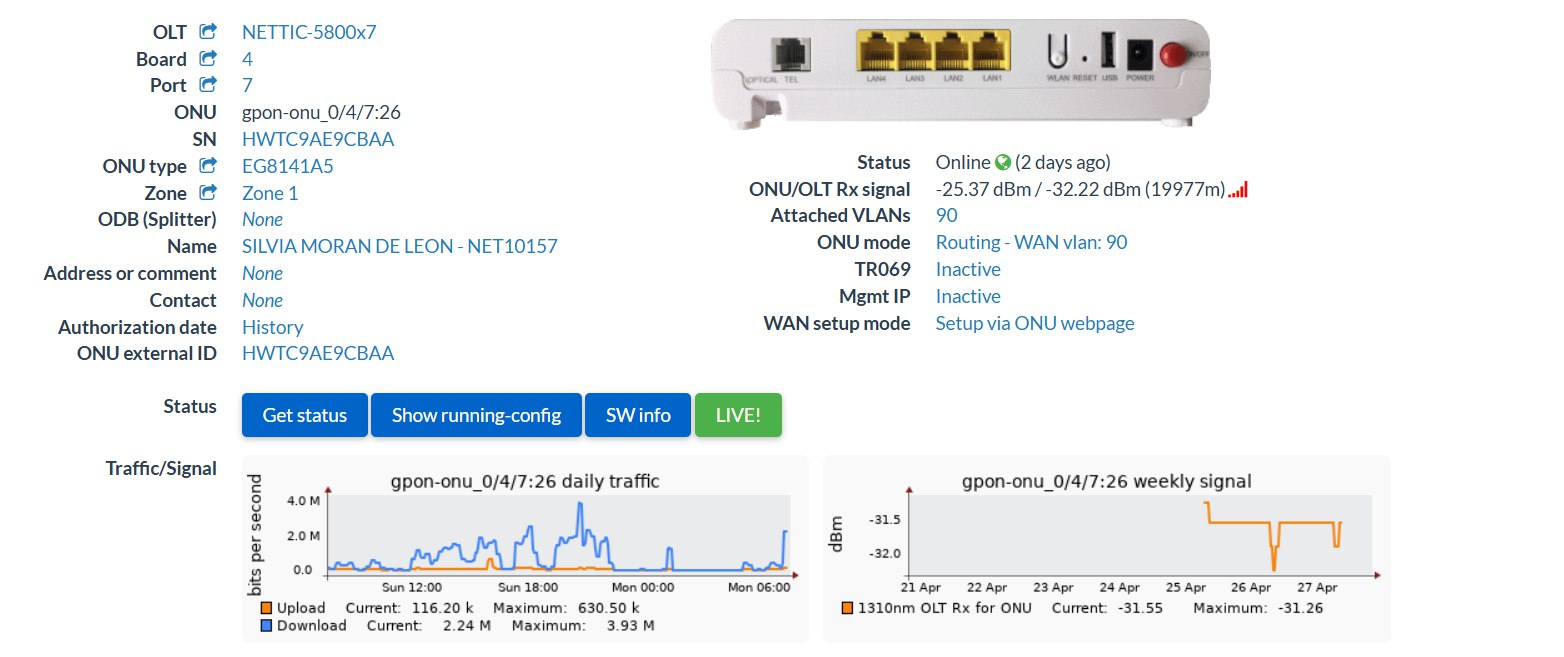 OLT NETTIC-5800x7
Board 4
Port 7
ONU gpon-onu_0/4/7:26
SN HWTC9AE9CBAA
ONU type EG8141A5
Zone Zone 1
ODB (Splitter) None
Name SILVIA MORAN DE LEON - NET10157
Address or comment None
Contact None
Authorization date History
ONU external ID HWTC9AE9CBAA
OPTICAL TEL LAN4 LAN3 LAN2 LAN1 WLAN RESET USB POWER ON/OFF
Status Online (2 days ago)
ONU/OLT Rx signal -25.37 dBm / -32.22 dBm (19977m)
Attached VLANs 90
ONU mode Routing - WAN vlan: 90
TR069 Inactive
Mgmt IP Inactive
WAN setup mode Setup via ONU webpage
Status Get status Show running-config SW info LIVE!
Traffic/Signal
gpon-onu_0/4/7:26 daily traffic
bits per second
4.0 M
2.0 M
0.0
Sun 12:00 Sun 18:00 Mon 00:00 Mon 06:00
Upload Current: 116.20 k Maximum: 630.50 k
Download Current: 2.24 M Maximum: 3.93 M
gpon-onu_0/4/7:26 weekly signal
dBm
-31.5
-32.0
21 Apr 22 Apr 23 Apr 24 Apr 25 Apr 26 Apr 27 Apr
1310nm OLT Rx for ONU Current: -31.55 Maximum: -31.26